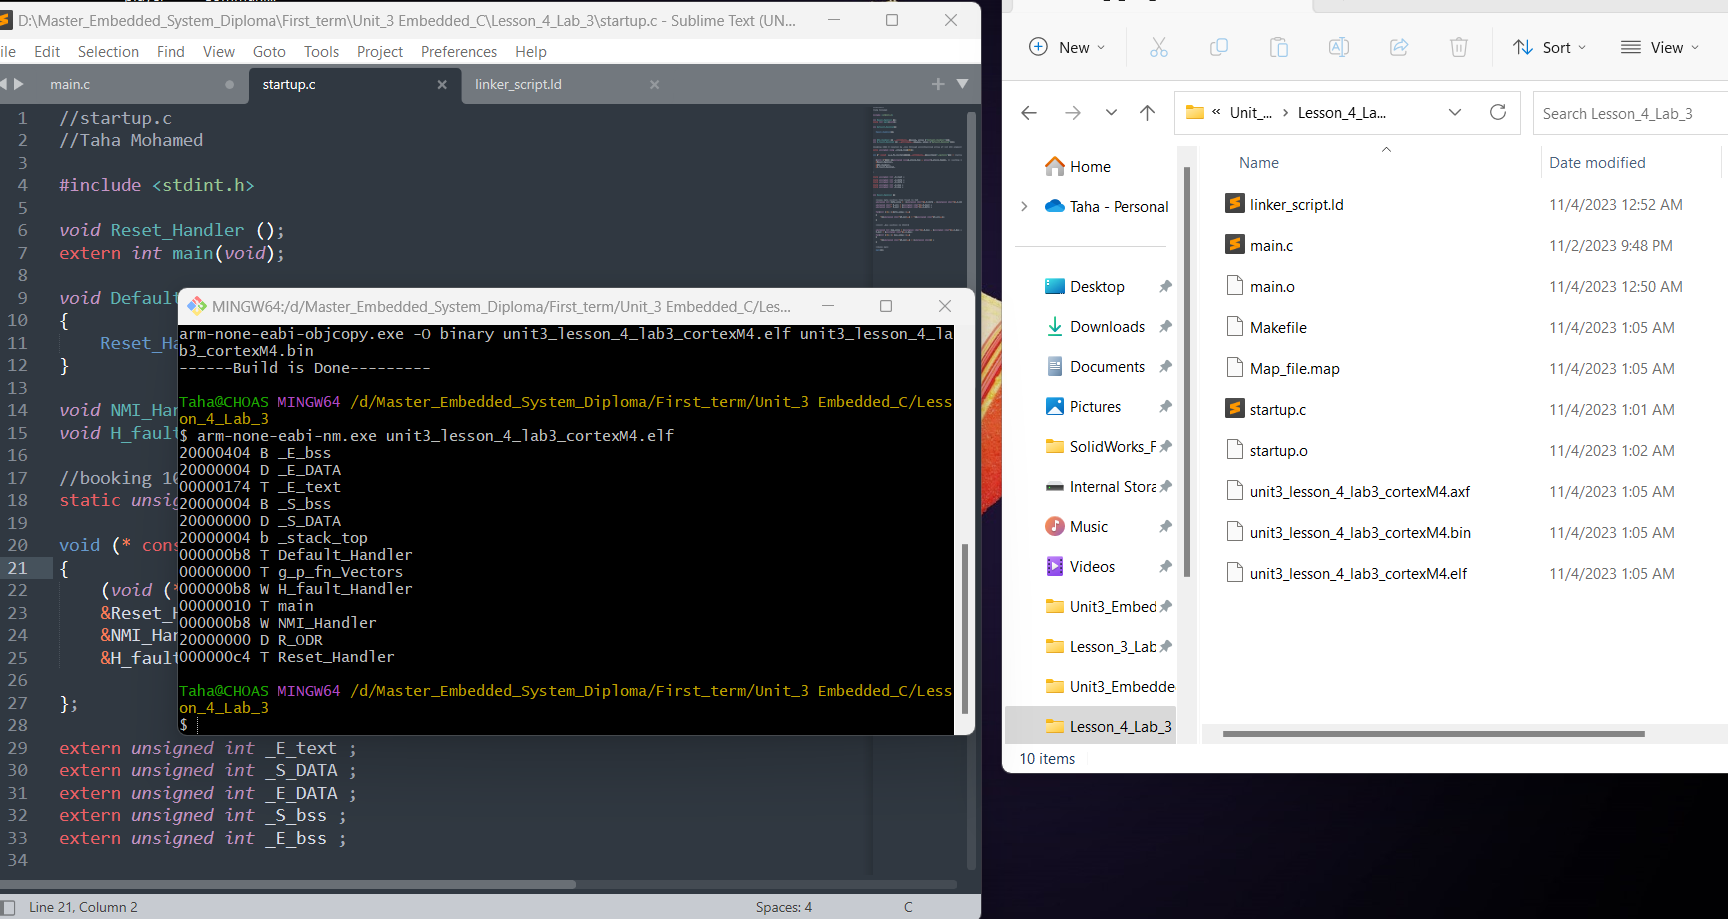 D:\Master_Embedded_System_Diploma\First_term\Unit_3 Embedded_C\Lesson_4_Lab_3\startup.c - Sublime Text (UN...
ile Edit Selection Find View Goto Tools Project Preferences Help
main.c startup.c linker_script.ld
1 //startup.c
2 //Taha Mohamed
3
4 #include <stdint.h>
5
6 void Reset_Handler ();
7 extern int main(void);
8
9 void Default
10 {
11 Reset_Ha
12 }
13
14 void NMI_Har
15 void H_fault
16
17 //booking 10
18 static unsig
19
20 void (* cons
21 {
22 (void (*
23 &Reset_H
24 &NMI_Har
25 &H_fault
26
27 };
28
29 extern unsigned int _E_text ;
30 extern unsigned int _S_DATA ;
31 extern unsigned int _E_DATA ;
32 extern unsigned int _S_bss ;
33 extern unsigned int _E_bss ;
34
Line 21, Column 2 Spaces: 4 C
MINGW64:/d/Master_Embedded_System_Diploma/First_term/Unit_3 Embedded_C/Les...
arm-none-eabi-objcopy.exe -O binary unit3_lesson_4_lab3_cortexM4.elf unit3_lesson_4_la
b3_cortexM4.bin
------Build is Done---------
Taha@CHOAS MINGW64 /d/Master_Embedded_System_Diploma/First_term/Unit_3 Embedded_C/Less
on_4_Lab_3
$ arm-none-eabi-nm.exe unit3_lesson_4_lab3_cortexM4.elf
20000404 B _E_bss
20000004 D _E_DATA
00000174 T _E_text
20000004 B _S_bss
20000000 D _S_DATA
20000004 b _stack_top
000000b8 T Default_Handler
00000000 T g_p_fn_Vectors
000000b8 W H_fault_Handler
00000010 T main
000000b8 W NMI_Handler
20000000 D R_ODR
000000c4 T Reset_Handler
Taha@CHOAS MINGW64 /d/Master_Embedded_System_Diploma/First_term/Unit_3 Embedded_C/Less
on_4_Lab_3
$
New Sort View
« Unit_... > Lesson_4_La... Search Lesson_4_Lab_3
Home
Taha - Personal
Desktop
Downloads
Documents
Pictures
SolidWorks_F
Internal Stora
Music
Videos
Unit3_Embed
Lesson_3_Lab
Unit3_Embedde
Lesson_4_Lab_3
Name Date modified
linker_script.ld 11/4/2023 12:52 AM
main.c 11/2/2023 9:48 PM
main.o 11/4/2023 12:50 AM
Makefile 11/4/2023 1:05 AM
Map_file.map 11/4/2023 1:05 AM
startup.c 11/4/2023 1:01 AM
startup.o 11/4/2023 1:02 AM
unit3_lesson_4_lab3_cortexM4.axf 11/4/2023 1:05 AM
unit3_lesson_4_lab3_cortexM4.bin 11/4/2023 1:05 AM
unit3_lesson_4_lab3_cortexM4.elf 11/4/2023 1:05 AM
10 items